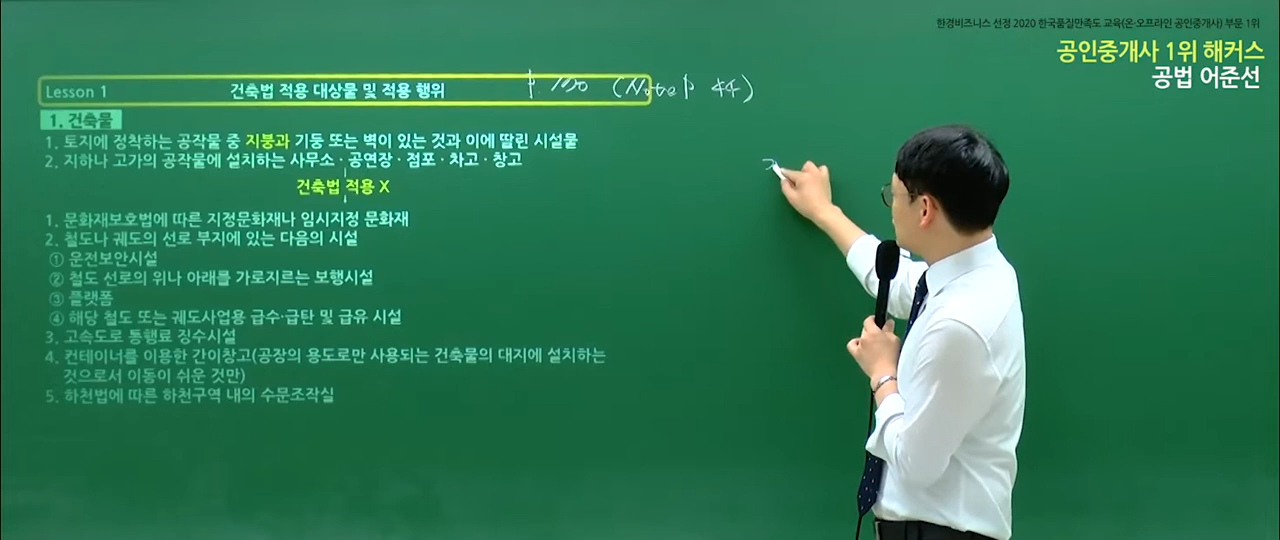 한경비즈니스 선정 2020 한국품질만족도 교육(온·오프라인 공인중개사) 부문 1위
공인중개사 1위 해커스
공법 어준선
Lesson 1 건축법 적용 대상물 및 적용 행위 p. 190 (Note p 44)
1. 건축물
1. 토지에 정착하는 공작물 중 지붕과 기둥 또는 벽이 있는 것과 이에 딸린 시설물
2. 지하나 고가의 공작물에 설치하는 사무소 · 공연장 · 점포 · 차고 · 창고
건축법 적용 X
1. 문화재보호법에 따른 지정문화재나 임시지정 문화재
2. 철도나 궤도의 선로 부지에 있는 다음의 시설
① 운전보안시설
② 철도 선로의 위나 아래를 가로지르는 보행시설
③ 플랫폼
④ 해당 철도 또는 궤도사업용 급수·급탄 및 급유 시설
3. 고속도로 통행료 징수시설
4. 컨테이너를 이용한 간이창고(공장의 용도로만 사용되는 건축물의 대지에 설치하는
것으로서 이동이 쉬운 것만)
5. 하천법에 따른 하천구역 내의 수문조작실